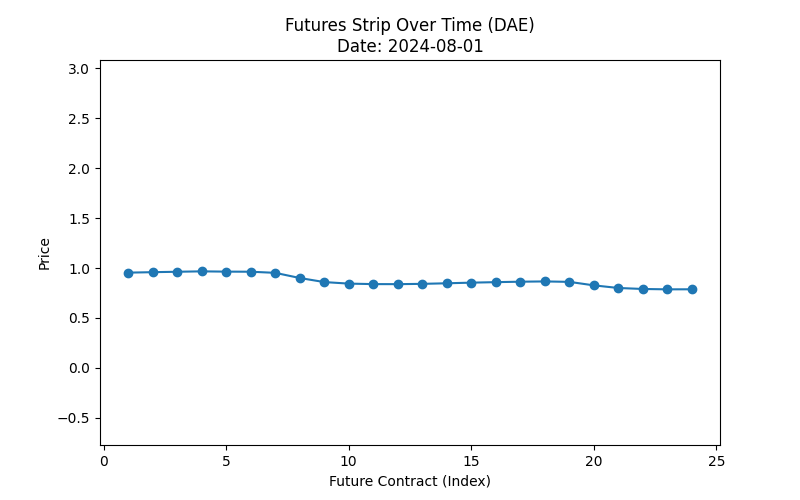 Futures Strip Over Time (DAE)
Date: 2024-08-01
Price
3.0
2.5
2.0
1.5
1.0
0.5
0.0
−0.5
0 5 10 15 20 25
Future Contract (Index)